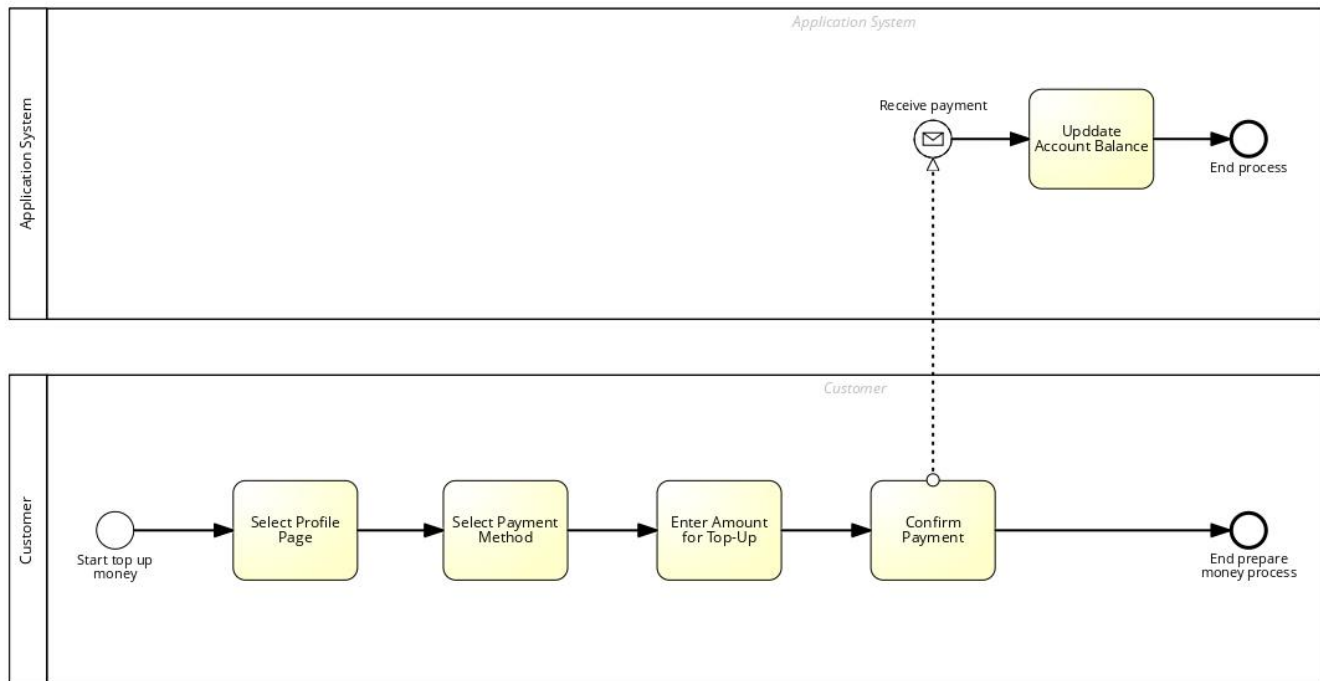 Application System
Application System
Receive payment
Upddate
Account Balance
End process
Customer
Customer
Start top up
money
Select Profile
Page
Select Payment
Method
Enter Amount
for Top-Up
Confirm
Payment
End prepare
money process